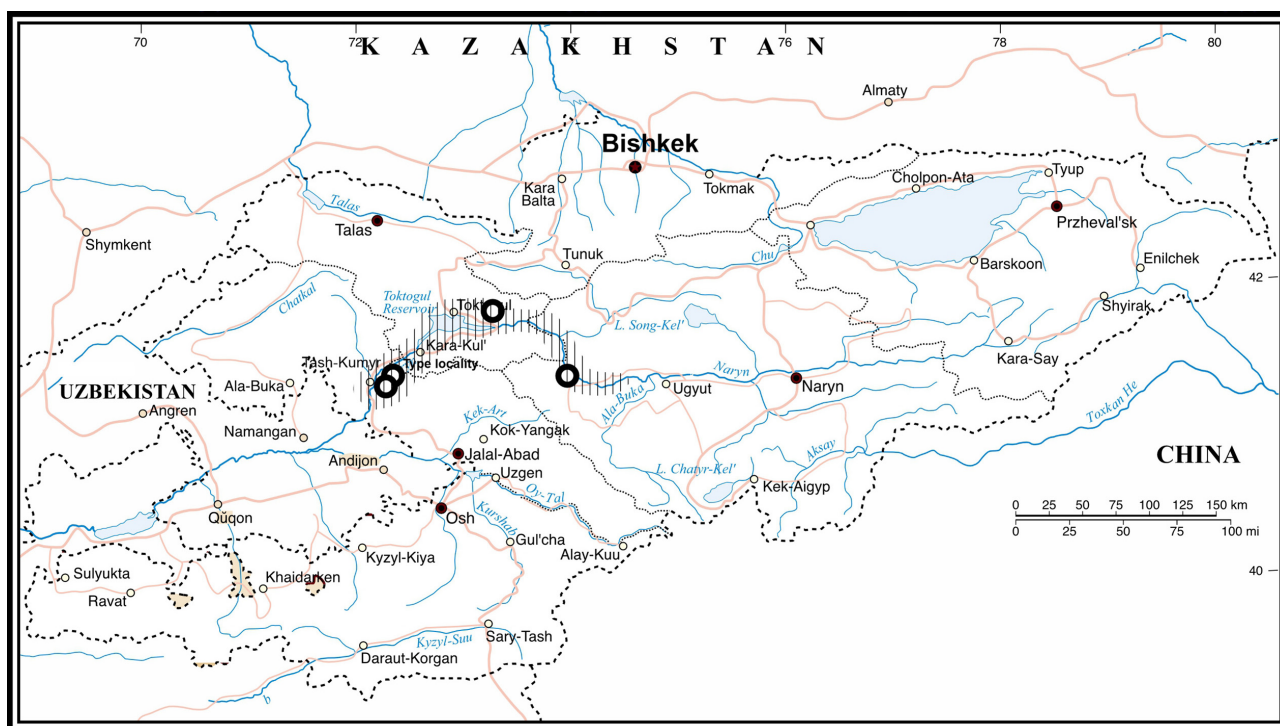 70
72
74
76
78
80
K A Z A K H S T A N
Almaty
Bishkek
Kara
Balta
Tokmak
Cholpon-Ata
Tyup
Talas
Talas
Przheval'sk
Shymkent
Tunuk
Chu
Barskoon
Enilchek
42
Chatkal
Toktogul
Reservoir
Toktogul
Shyirak
L. Song-Kel'
Kara-Kul'
Kara-Say
Tash-Kumyr
Type locality
Naryn
UZBEKISTAN
Ala-Buka
Ala-Buka
Ugyut
Naryn
Angren
Kek-Art
Toxkan He
Namangan
Kok-Yangak
Aksay
CHINA
Jalal-Abad
Andijon
Uzgen
L. Chatyr-Kel'
Kek-Aigyp
Oy-Tal
Quqon
Osh
Kurshab
0 25 50 75 100 125 150 km
0 25 50 75 100 mi
Gul'cha
Alay-Kuu
Kyzyl-Kiya
40
Sulyukta
Khaidarken
Ravat
Kyzyl-Suu
Sary-Tash
Daraut-Korgan
b